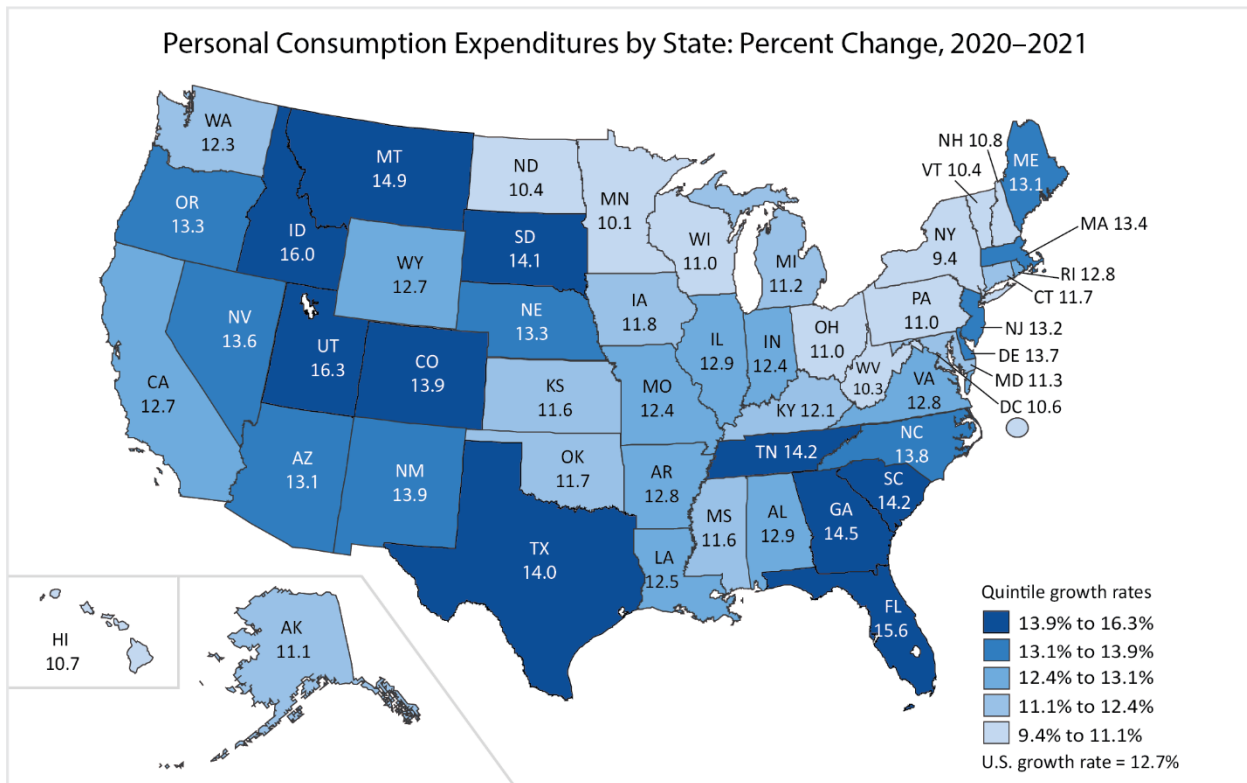 Personal Consumption Expenditures by State: Percent Change, 2020–2021
WA
12.3
MT
14.9
ND
10.4
MN
10.1
NH 10.8
VT 10.4
ME
13.1
OR
13.3
ID
16.0
SD
14.1
WI
11.0
MI
11.2
NY
9.4
MA 13.4
RI 12.8
CT 11.7
WY
12.7
IA
11.8
PA
11.0
NJ 13.2
NV
13.6
NE
13.3
IL
12.9
IN
12.4
OH
11.0
DE 13.7
MD 11.3
DC 10.6
UT
16.3
CO
13.9
WV
10.3
VA
12.8
CA
12.7
KS
11.6
MO
12.4
KY 12.1
NC
13.8
TN 14.2
AZ
13.1
NM
13.9
OK
11.7
AR
12.8
SC
14.2
MS
11.6
AL
12.9
GA
14.5
TX
14.0
LA
12.5
FL
15.6
HI
10.7
AK
11.1
Quintile growth rates
13.9% to 16.3%
13.1% to 13.9%
12.4% to 13.1%
11.1% to 12.4%
9.4% to 11.1%
U.S. growth rate = 12.7%